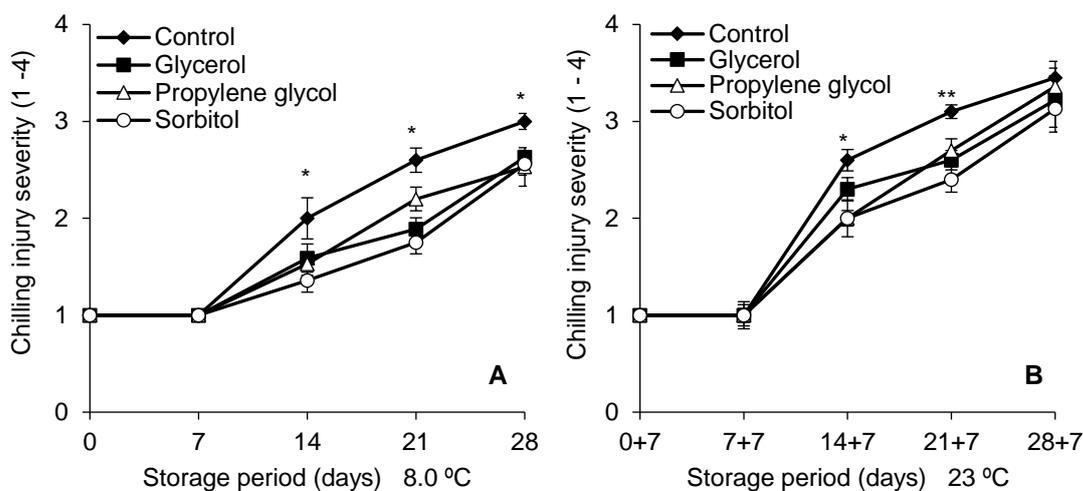 4
3
2
1
0
Chilling injury severity (1 -4)
Control
Glycerol
Propylene glycol
Sorbitol
*
*
*
A
0 7 14 21 28
Storage period (days) 8.0 ºC
4
3
2
1
0
Chilling injury severity (1 - 4)
Control
Glycerol
Propylene glycol
Sorbitol
*
**
B
0+7 7+7 14+7 21+7 28+7
Storage period (days) 23 ºC